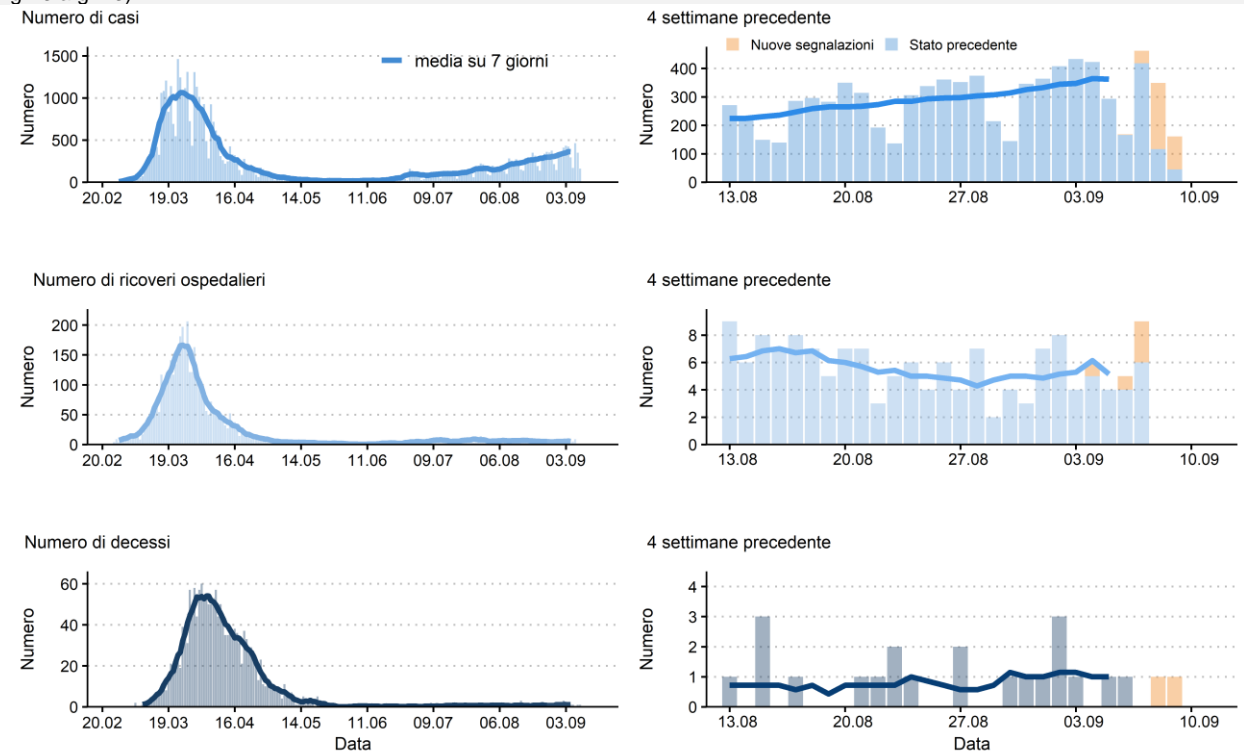 Numero di casi
1500
1000
500
0
Numero
media su 7 giorni
20.02 19.03 16.04 14.05 11.06 09.07 06.08 03.09
4 settimane precedente
Nuove segnalazioni Stato precedente
400
300
200
100
0
Numero
13.08 20.08 27.08 03.09 10.09
Numero di ricoveri ospedalieri
200
150
100
50
0
Numero
20.02 19.03 16.04 14.05 11.06 09.07 06.08 03.09
4 settimane precedente
8
6
4
2
0
Numero
13.08 20.08 27.08 03.09 10.09
Numero di decessi
60
40
20
0
Numero
20.02 19.03 16.04 14.05 11.06 09.07 06.08 03.09
Data
4 settimane precedente
4
3
2
1
0
Numero
13.08 20.08 27.08 03.09 10.09
Data